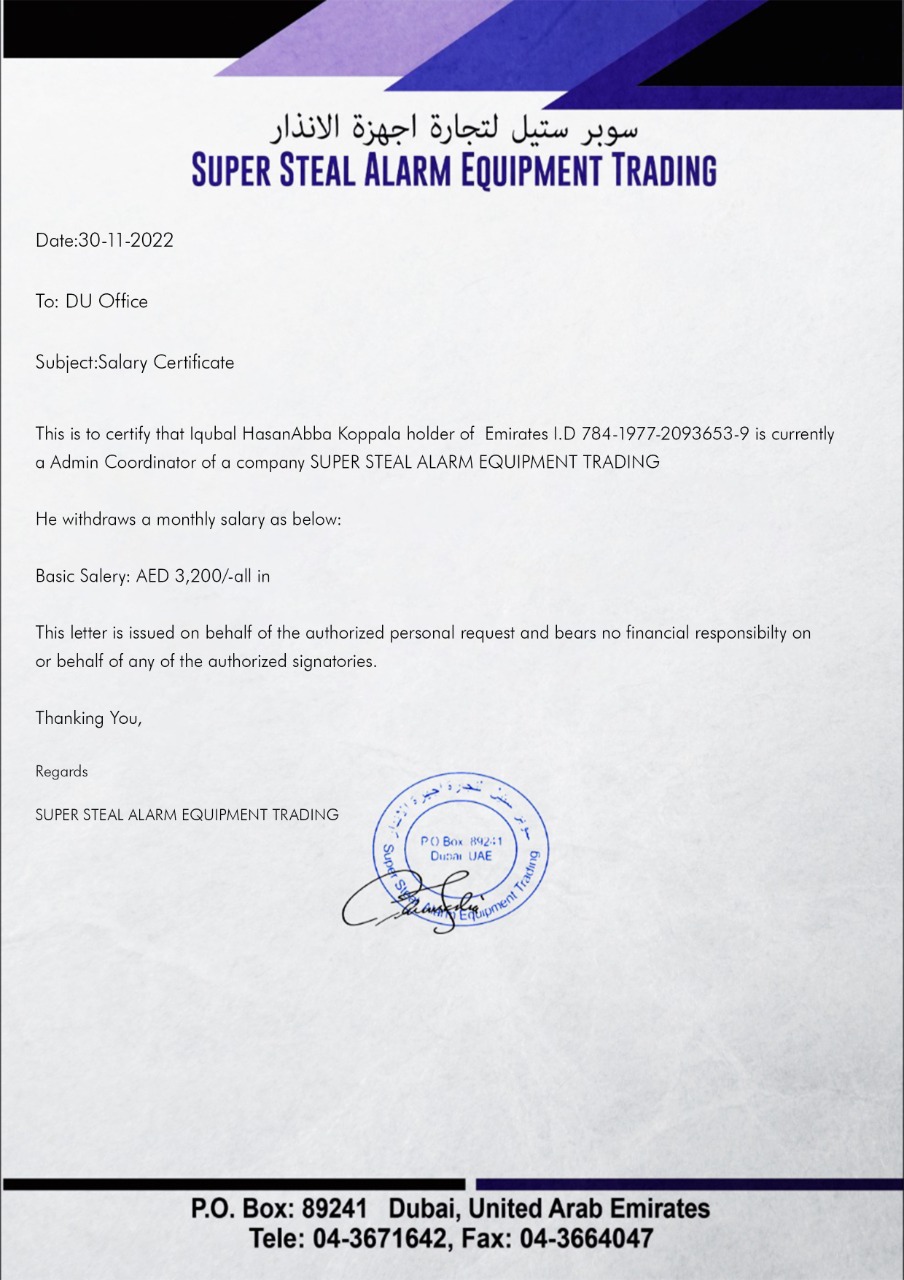 سوبر ستيل لتجارة اجهزة الانذار
SUPER STEAL ALARM EQUIPMENT TRADING
Date:30-11-2022
To: DU Office
Subject:Salary Certificate
This is to certify that Iqubal HasanAbba Koppala holder of Emirates I.D 784-1977-2093653-9 is currently
a Admin Coordinator of a company SUPER STEAL ALARM EQUIPMENT TRADING
He withdraws a monthly salary as below:
Basic Salery: AED 3,200/-all in
This letter is issued on behalf of the authorized personal request and bears no financial responsibilty on
or behalf of any of the authorized signatories.
Thanking You,
Regards
SUPER STEAL ALARM EQUIPMENT TRADING
سوبر ستيل لتجارة اجهزة الانذار
P O Box 89241
Dubai UAE
Super Steal Alarm Equipment Trading
P.O. Box: 89241 Dubai, United Arab Emirates
Tele: 04-3671642, Fax: 04-3664047